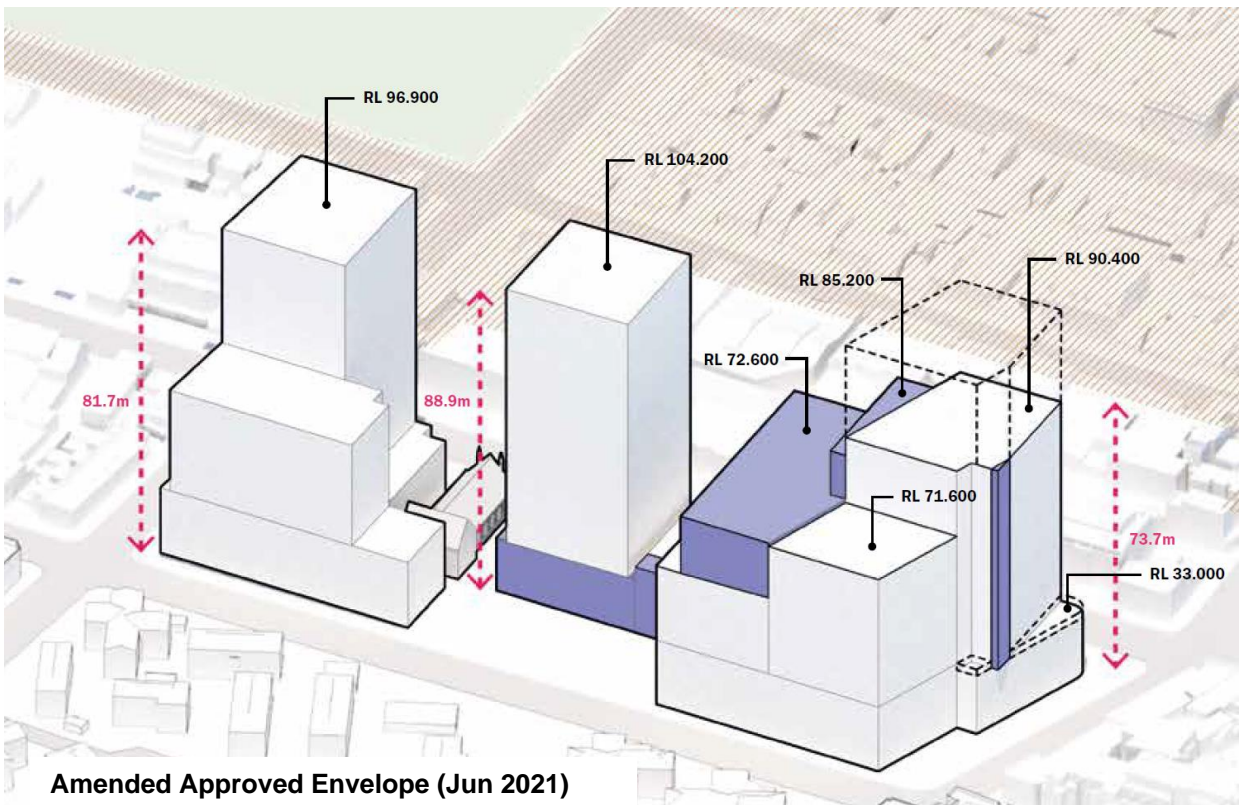 RL 96.900
RL 104.200
RL 90.400
RL 85.200
RL 72.600
81.7m
88.9m
RL 71.600
73.7m
RL 33.000
Amended Approved Envelope (Jun 2021)